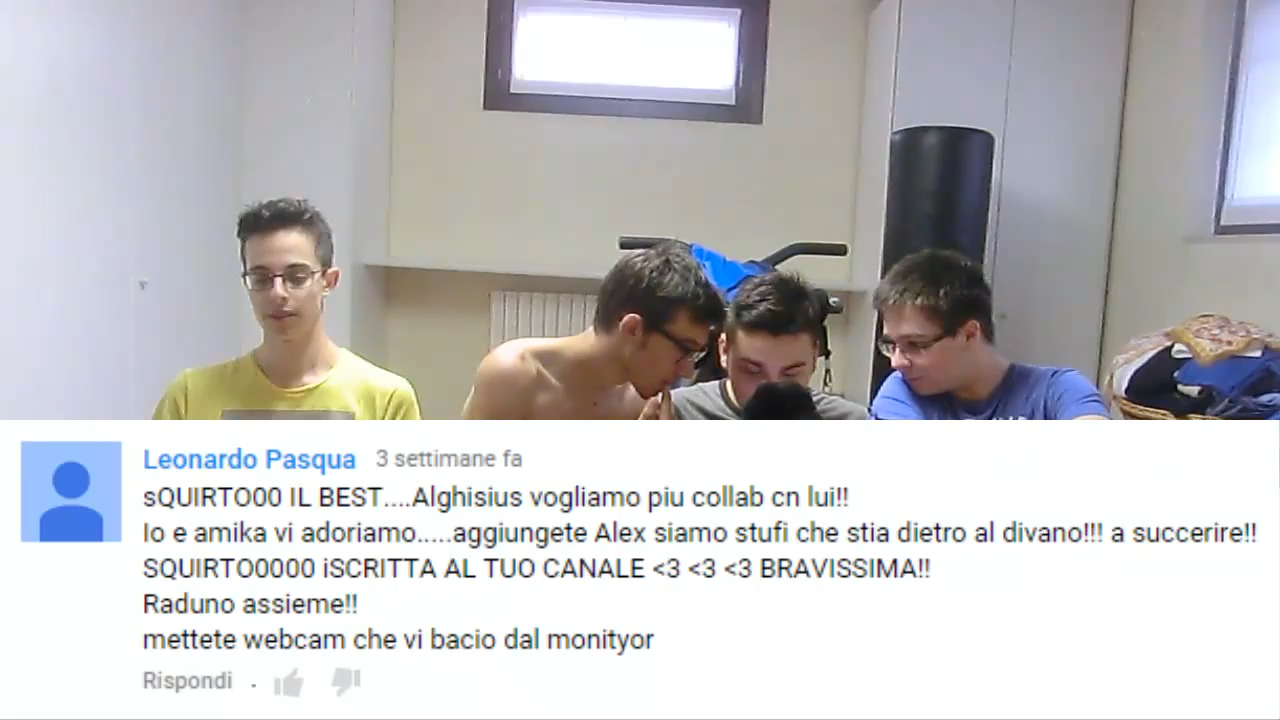 Leonardo Pasqua 3 settimane fa
sQUIRTO00 IL BEST....Alghisius vogliamo piu collab cn lui!!
Io e amika vi adoriamo.....aggiungete Alex siamo stufi che stia dietro al divano!!! a succerire!!
SQUIRTO0000 iSCRITTA AL TUO CANALE <3 <3 <3 BRAVISSIMA!!
Raduno assieme!!
mettete webcam che vi bacio dal monityor
Rispondi .